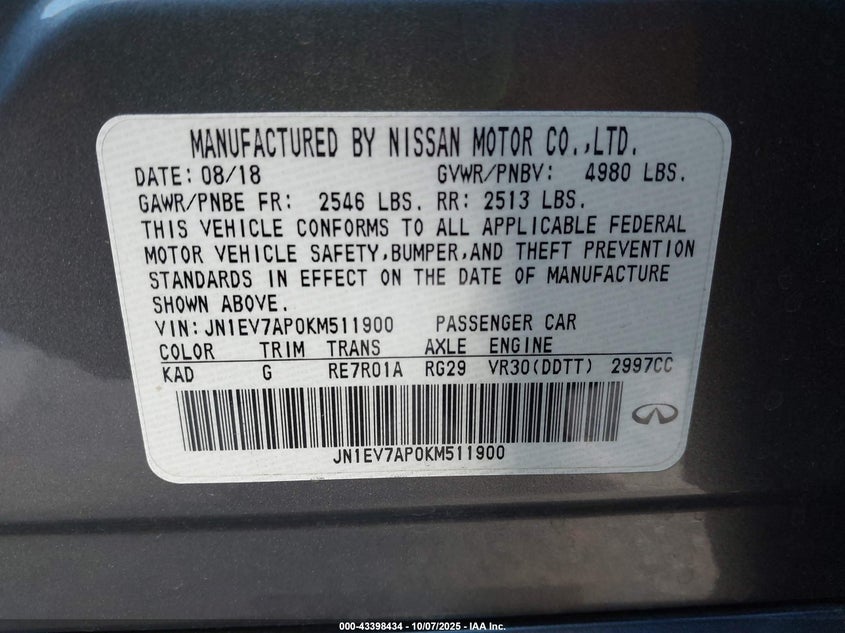 MANUFACTURED BY NISSAN MOTOR CO.,LTD.
DATE: 08/18 GVWR/PNBV: 4980 LBS.
GAWR/PNBE FR: 2546 LBS. RR: 2513 LBS.
THIS VEHICLE CONFORMS TO ALL APPLICABLE FEDERAL
MOTOR VEHICLE SAFETY,BUMPER,AND THEFT PREVENTION
STANDARDS IN EFFECT ON THE DATE OF MANUFACTURE
SHOWN ABOVE.
VIN: JN1EV7AP0KM511900 PASSENGER CAR
COLOR TRIM TRANS AXLE ENGINE
KAD G RE7R01A RG29 VR30(DDTT) 2997CC
JN1EV7AP0KM511900
000-43398434 - 10/07/2025 - IAA Inc.